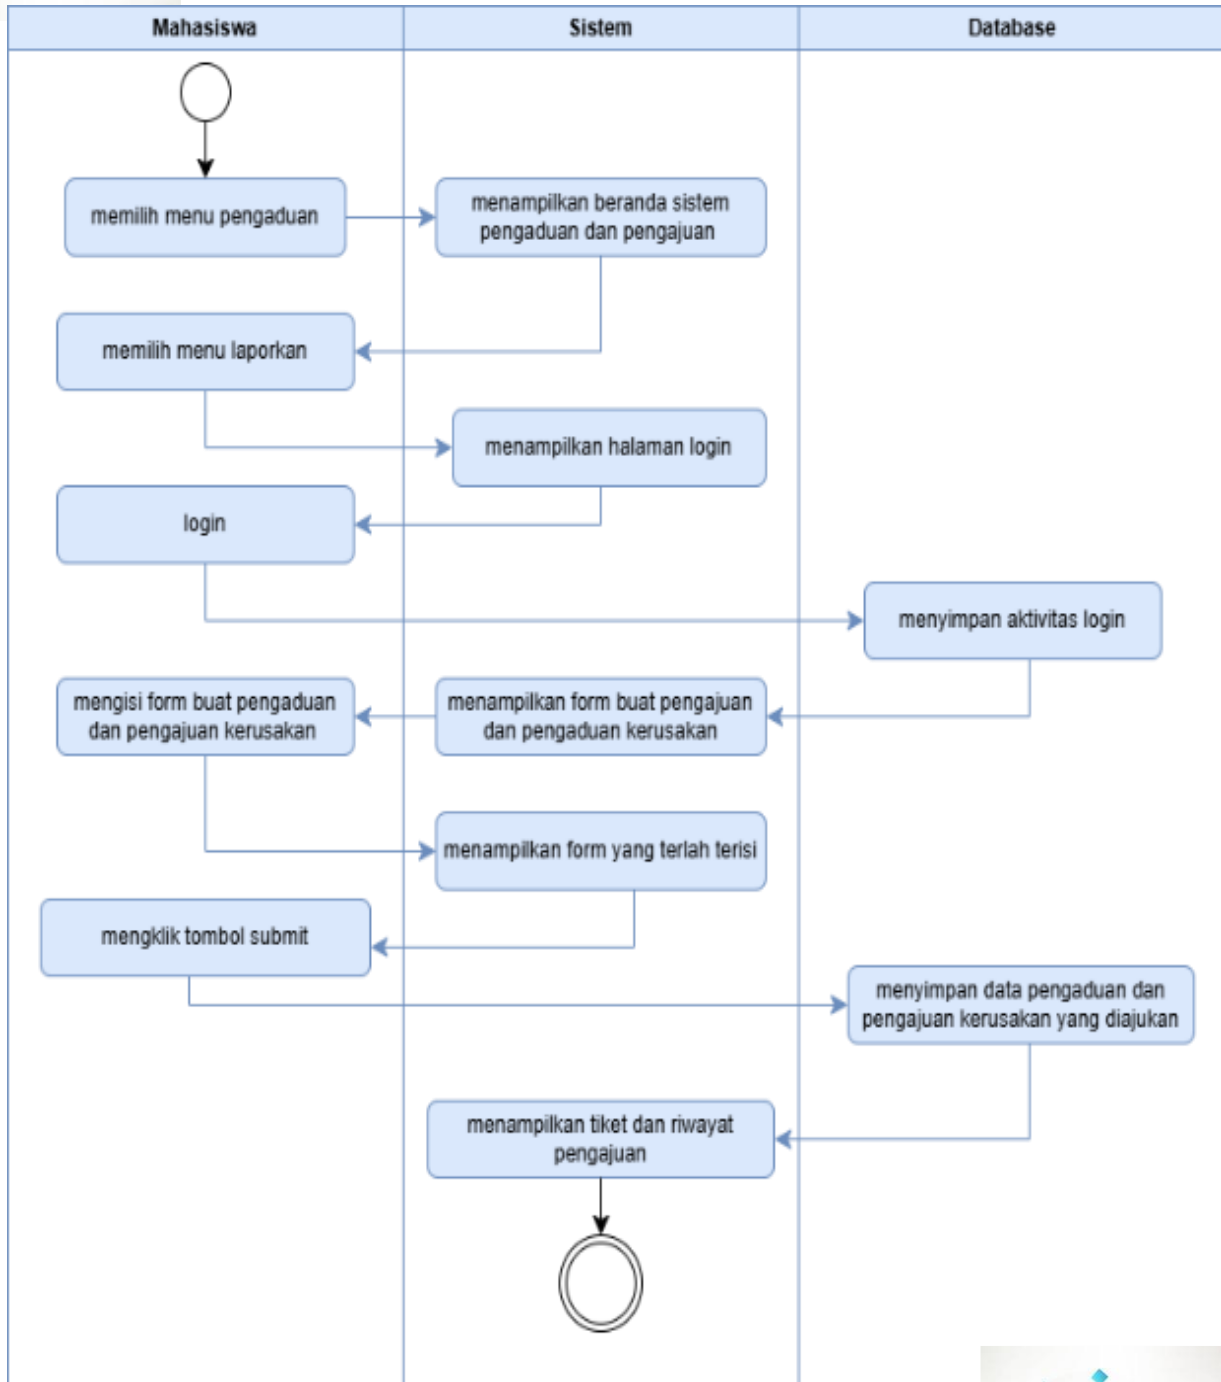 Mahasiswa
Sistem
Database
memilih menu pengaduan
menampilkan beranda sistem
pengaduan dan pengajuan
memilih menu laporkan
menampilkan halaman login
login
menyimpan aktivitas login
mengisi form buat pengaduan
dan pengajuan kerusakan
menampilkan form buat pengajuan
dan pengaduan kerusakan
menampilkan form yang terlah terisi
mengklik tombol submit
menyimpan data pengaduan dan
pengajuan kerusakan yang diajukan
menampilkan tiket dan riwayat
pengajuan